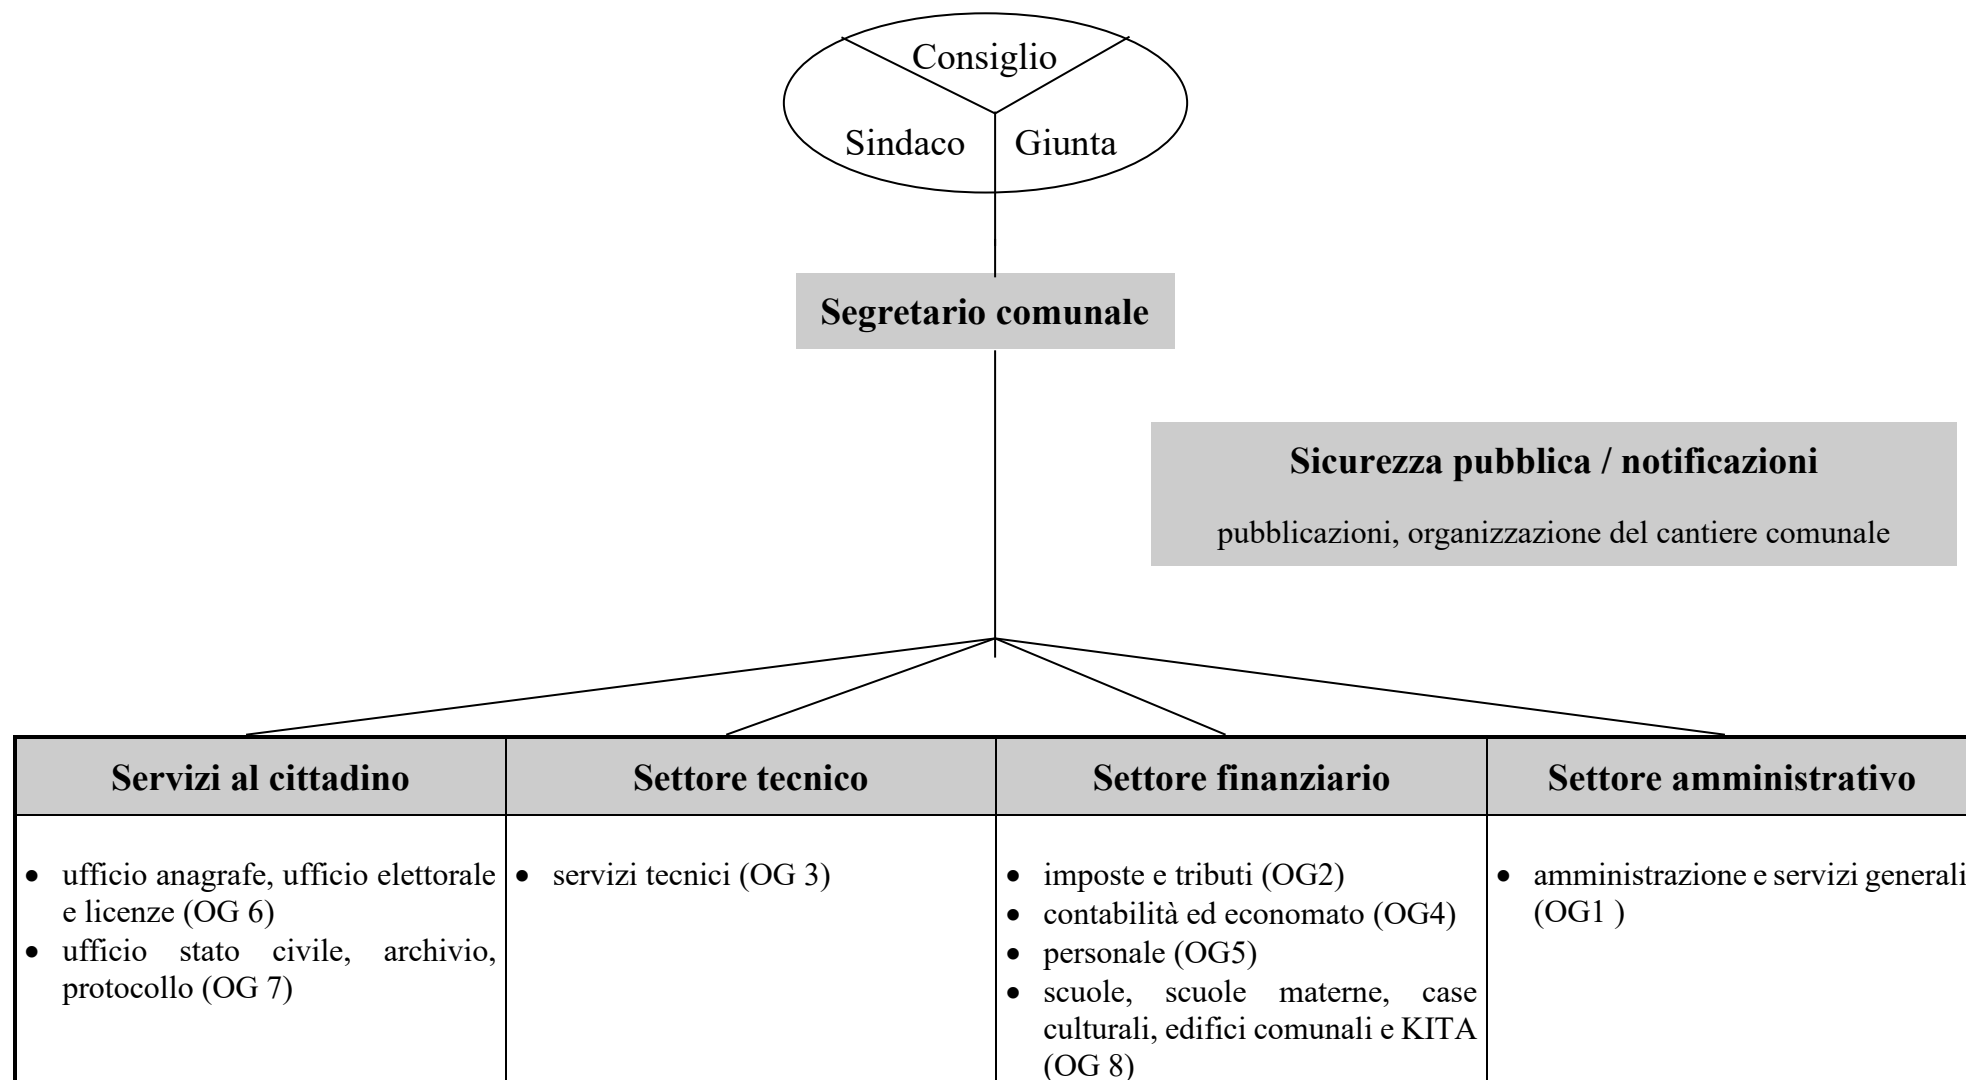 Consiglio
Sindaco
Giunta
Segretario comunale
Sicurezza pubblica / notificazioni
pubblicazioni, organizzazione del cantiere comunale
Servizi al cittadino
Settore tecnico
Settore finanziario
Settore amministrativo
• ufficio anagrafe, ufficio elettorale
e licenze (OG 6)
• ufficio stato civile, archivio,
protocollo (OG 7)
• servizi tecnici (OG 3)
• imposte e tributi (OG2)
• contabilità ed economato (OG4)
• personale (OG5)
• scuole, scuole materne, case
culturali, edifici comunali e KITA
(OG 8)
• amministrazione e servizi generali
(OG1 )